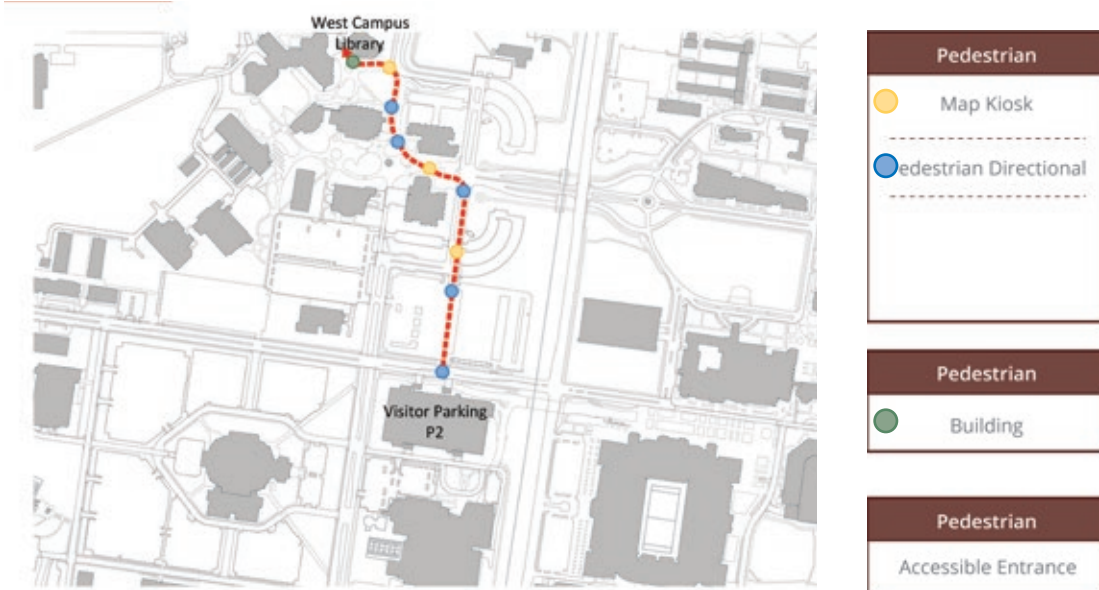 West Campus
Library
Visitor Parking
P2
Pedestrian
Map Kiosk
edestrian Directional
Pedestrian
Building
Pedestrian
Accessible Entrance